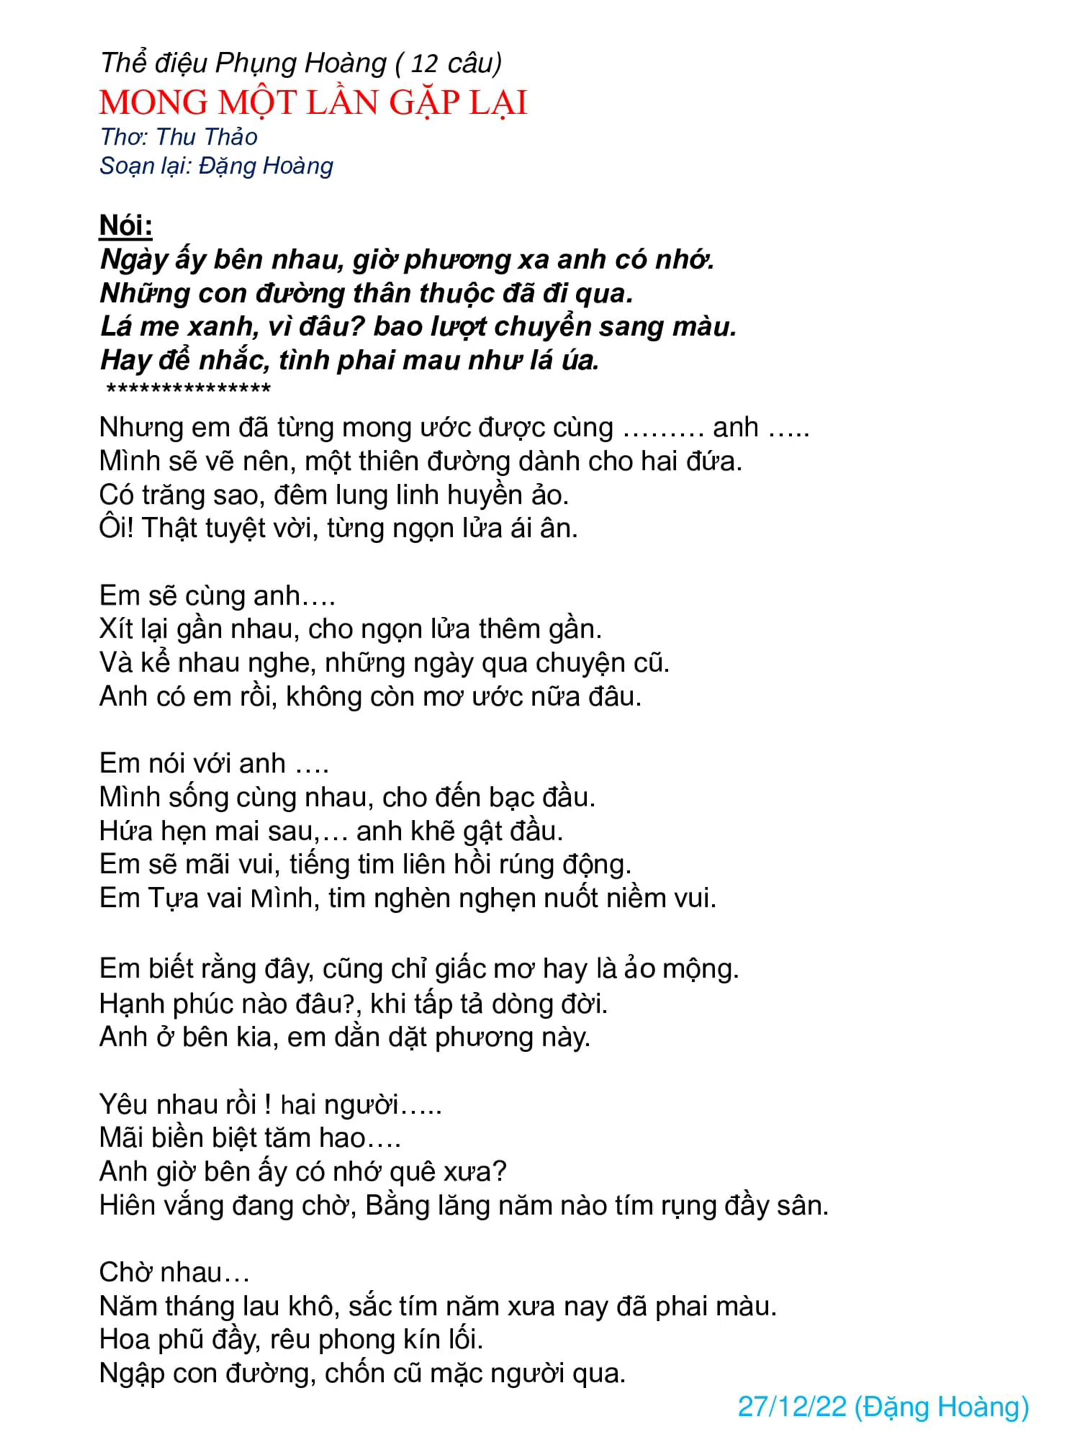 Thể điệu Phụng Hoàng ( 12 câu)
MONG MỘT LẦN GẶP LẠI
Thơ: Thu Thảo
Soạn lại: Đặng Hoàng
Nói:
Ngày ấy bên nhau, giờ phương xa anh có nhớ.
Những con đường thân thuộc đã đi qua.
Lá me xanh, vì đâu? bao lượt chuyển sang màu.
Hay để nhắc, tình phai mau như lá úa.
***************
Nhưng em đã từng mong ước được cùng ……… anh …..
Mình sẽ vẽ nên, một thiên đường dành cho hai đứa.
Có trăng sao, đêm lung linh huyền ảo.
Ôi! Thật tuyệt vời, từng ngọn lửa ái ân.
Em sẽ cùng anh….
Xít lại gần nhau, cho ngọn lửa thêm gần.
Và kể nhau nghe, những ngày qua chuyện cũ.
Anh có em rồi, không còn mơ ước nữa đâu.
Em nói với anh ….
Mình sống cùng nhau, cho đến bạc đầu.
Hứa hẹn mai sau,… anh khẽ gật đầu.
Em sẽ mãi vui, tiếng tim liên hồi rúng động.
Em Tựa vai Mình, tim nghèn nghẹn nuốt niềm vui.
Em biết rằng đây, cũng chỉ giấc mơ hay là ảo mộng.
Hạnh phúc nào đâu?, khi tấp tả dòng đời.
Anh ở bên kia, em dằn dặt phương này.
Yêu nhau rồi ! hai người…..
Mãi biền biệt tăm hao….
Anh giờ bên ấy có nhớ quê xưa?
Hiên vắng đang chờ, Bằng lăng năm nào tím rụng đầy sân.
Chờ nhau…
Năm tháng lau khô, sắc tím năm xưa nay đã phai màu.
Hoa phũ đầy, rêu phong kín lối.
Ngập con đường, chốn cũ mặc người qua.
27/12/22 (Đặng Hoàng)